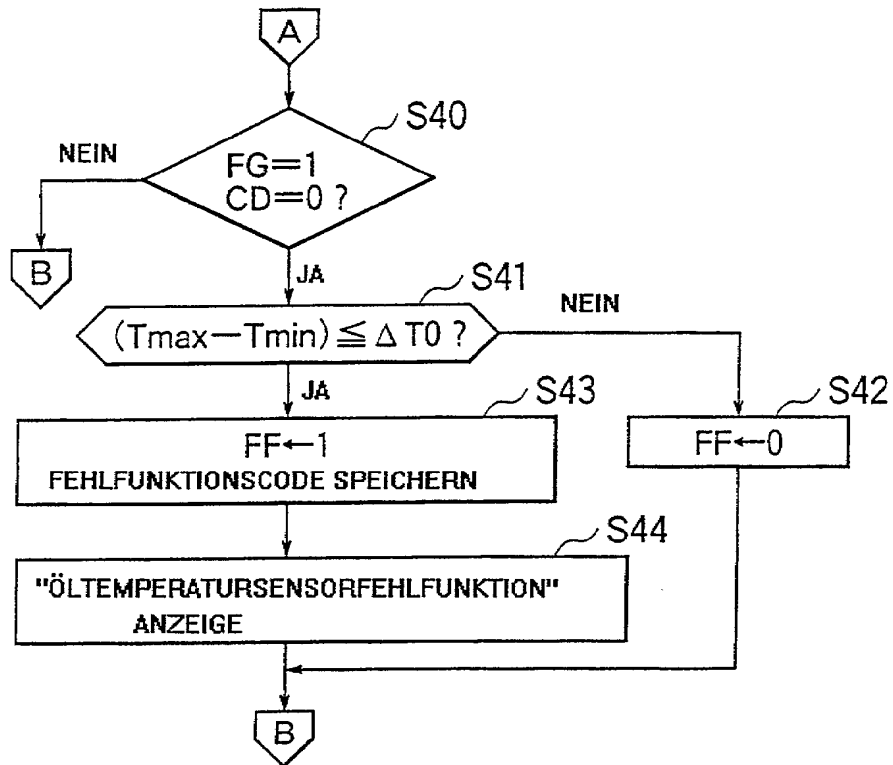 A
S40
NEIN
FG=1
CD=0 ?
B
JA
S41
NEIN
(Tmax—Tmin) ≦ Δ T0 ?
JA
S43
S42
FF←1
FEHLFUNKTIONSCODE SPEICHERN
FF←0
S44
"ÖLTEMPERATURSENSORFEHLFUNKTION"
ANZEIGE
B